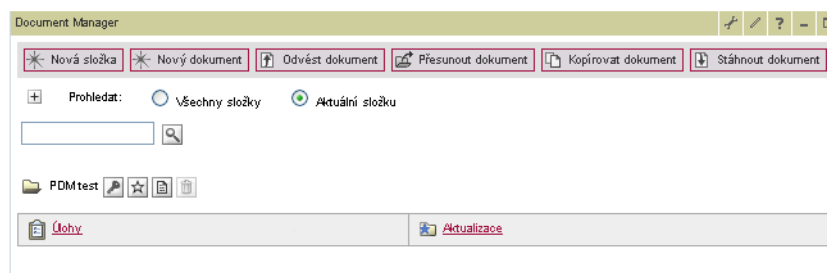 Document Manager
Nová složka Nový dokument Odvést dokument Přesunout dokument Kopírovat dokument Stáhnout dokument
Prohledat: Všechny složky Aktuální složku
PDM test
Úlohy Aktualizace